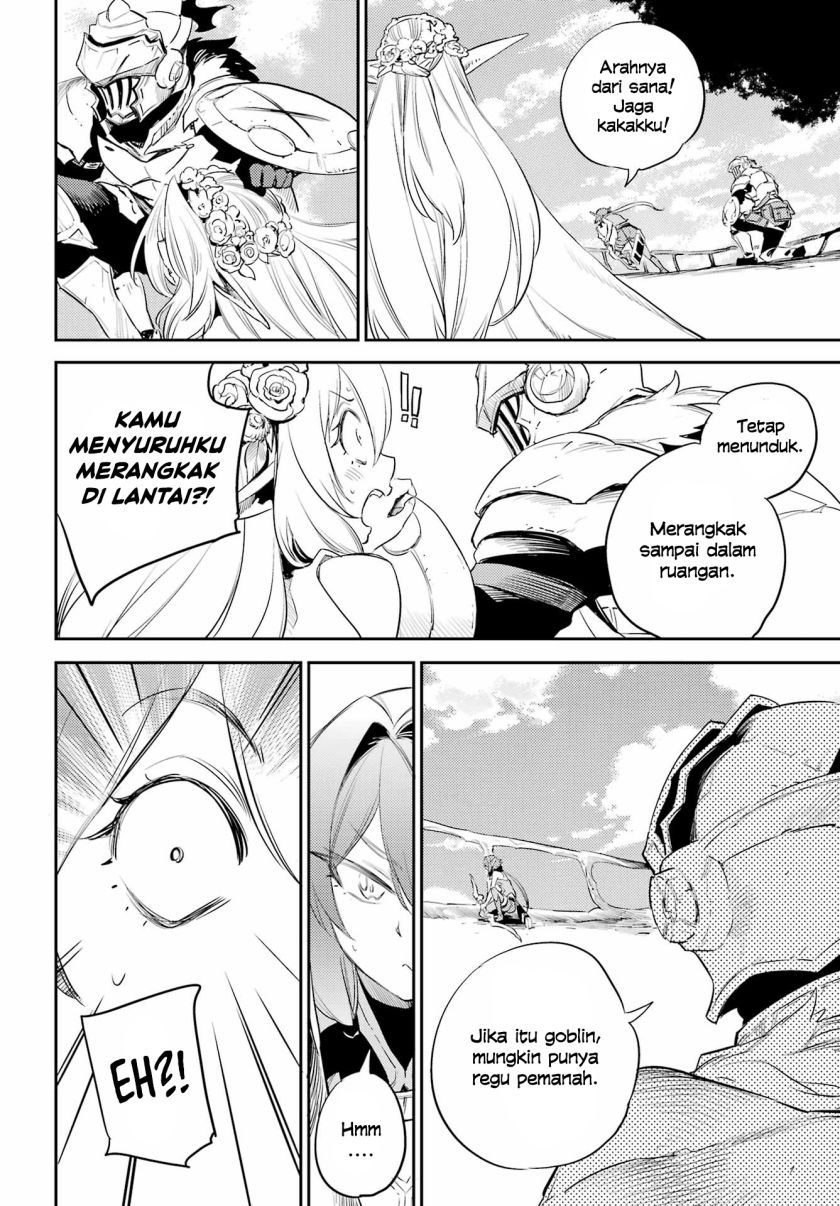 Arahnya
dari sana!
Jaga
kakakku!
!!
Tetap
menunduk.
Merangkak
sampai dalam
ruangan.
KAMU
MENYURUHKU
MERANGKAK
DI LANTAI?!
Jika itu goblin,
mungkin punya
regu pemanah.
Hmm
....
EH?!